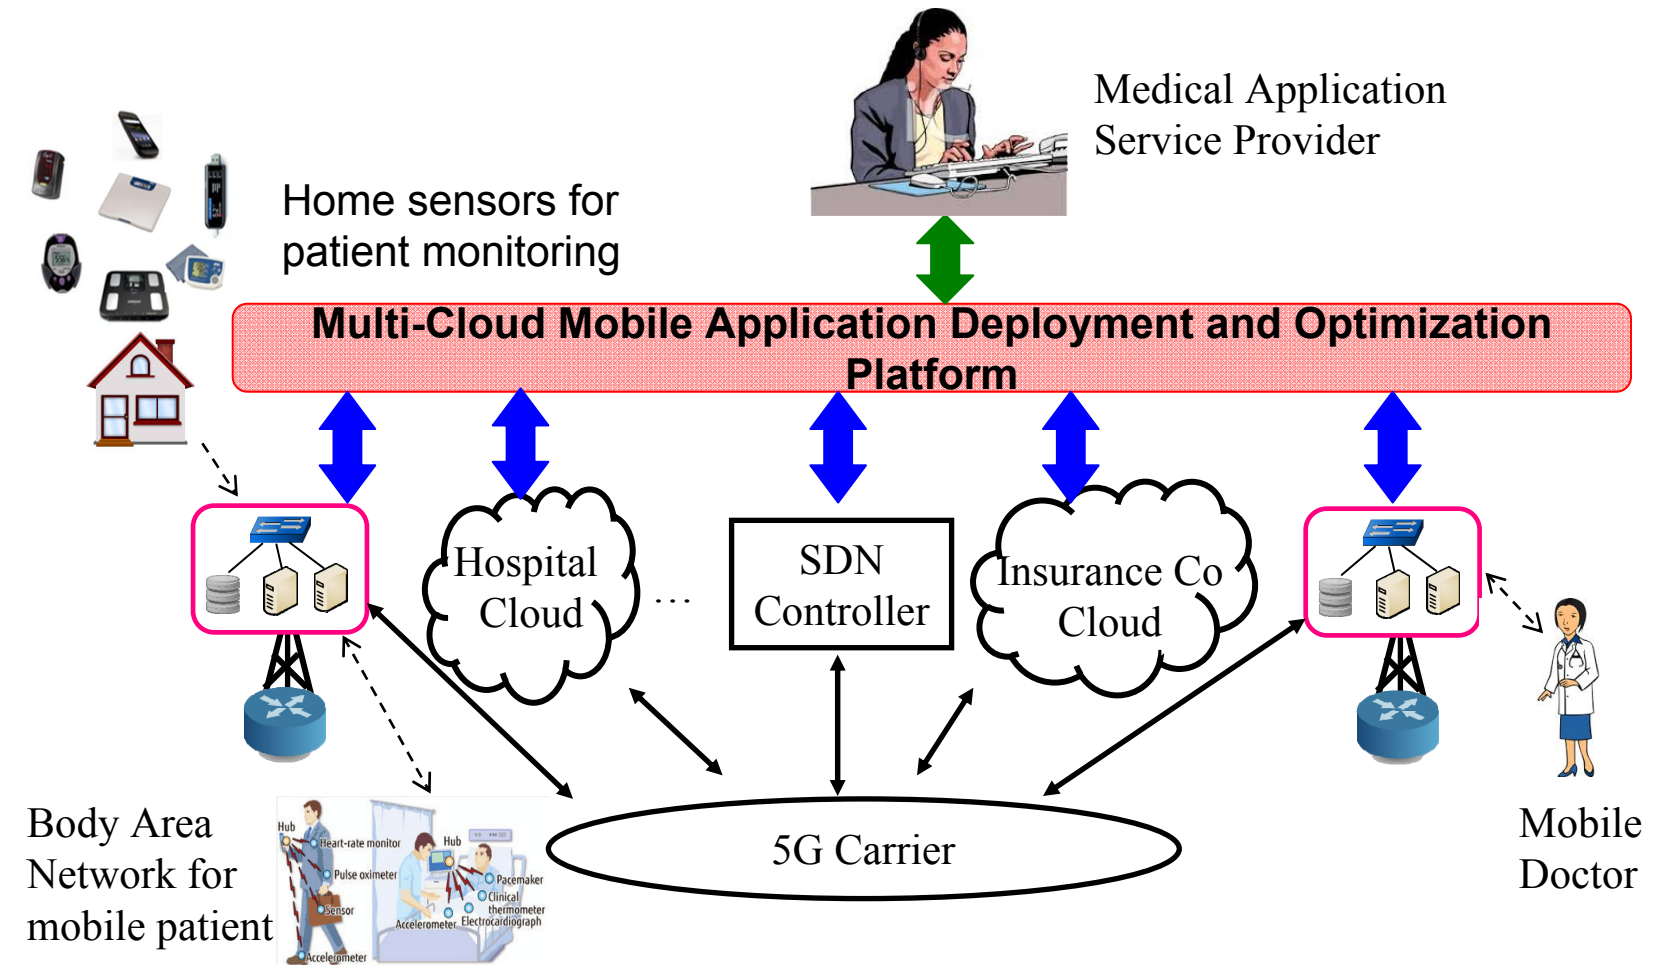 Medical Application
Service Provider
Home sensors for
patient monitoring
Multi-Cloud Mobile Application Deployment and Optimization
Platform
Hospital
Cloud
...
SDN
Controller
Insurance Co
Cloud
5G Carrier
Body Area
Network for
mobile patient
Hub
Heart-rate monitor
Pulse oximeter
Sensor
Accelerometer
Hub
Pacemaker
Clinical
thermometer
Electrocardiograph
Accelerometer
Mobile
Doctor